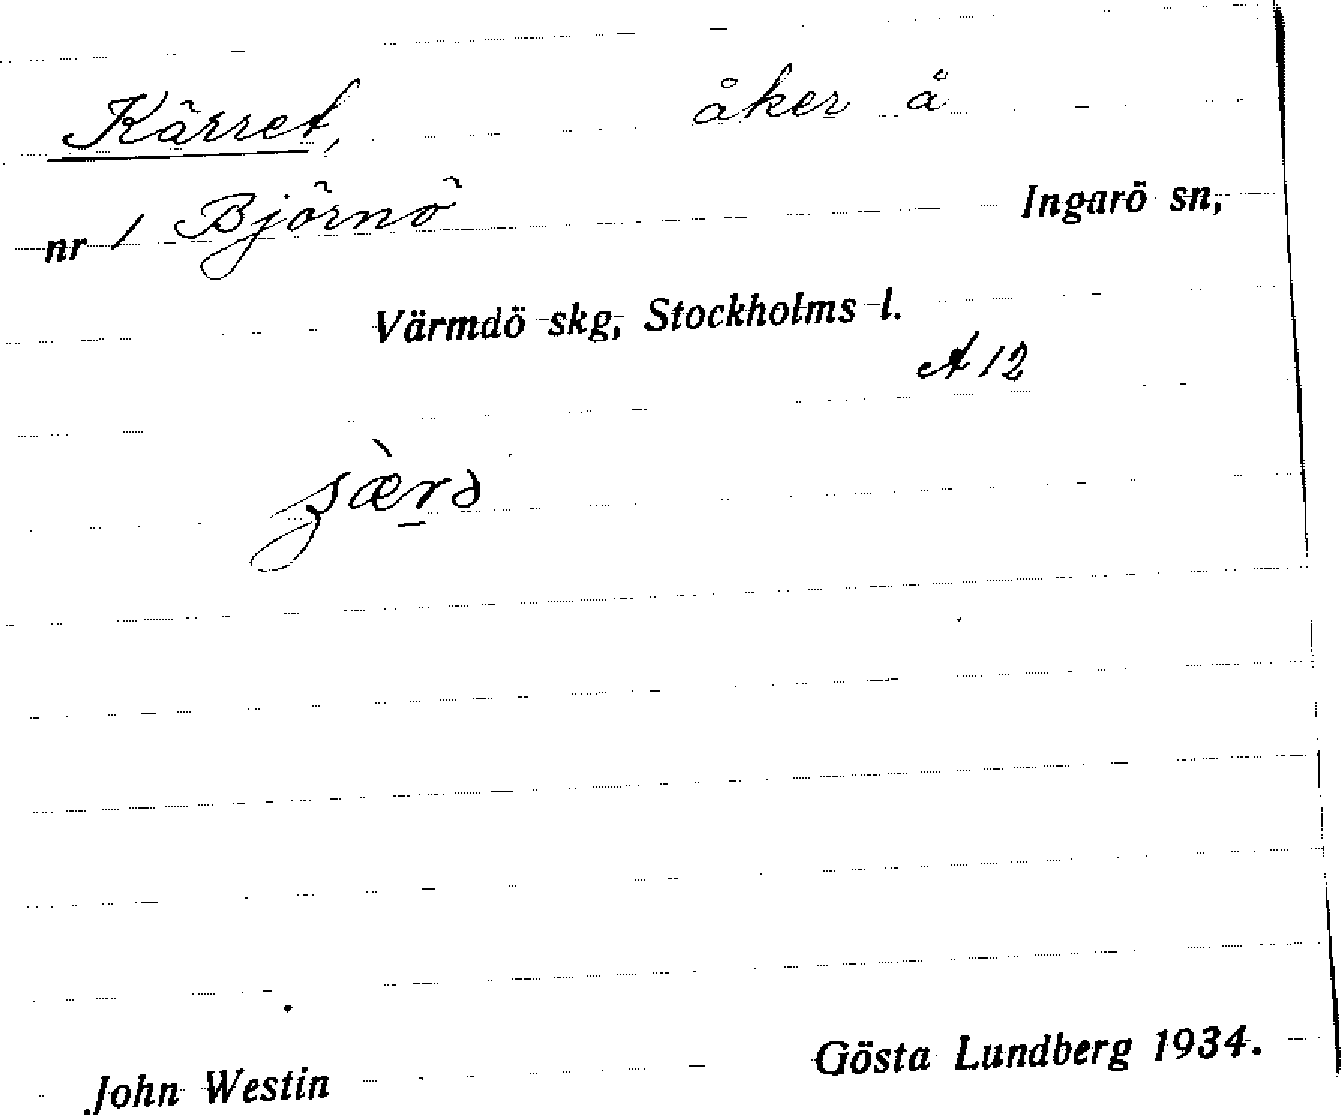 Kärret, åker å
nr 1 Björnö Ingarö sn,
Värmdö skg, Stockholms l.
A 12
John Westin Gösta Lundberg 1934.